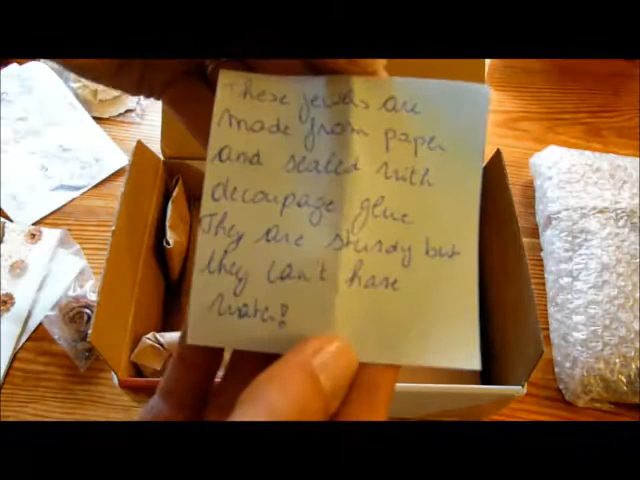 These jewels are
made from paper
and sealed with
decoupage glue
They are sturdy but
they can't have
water!